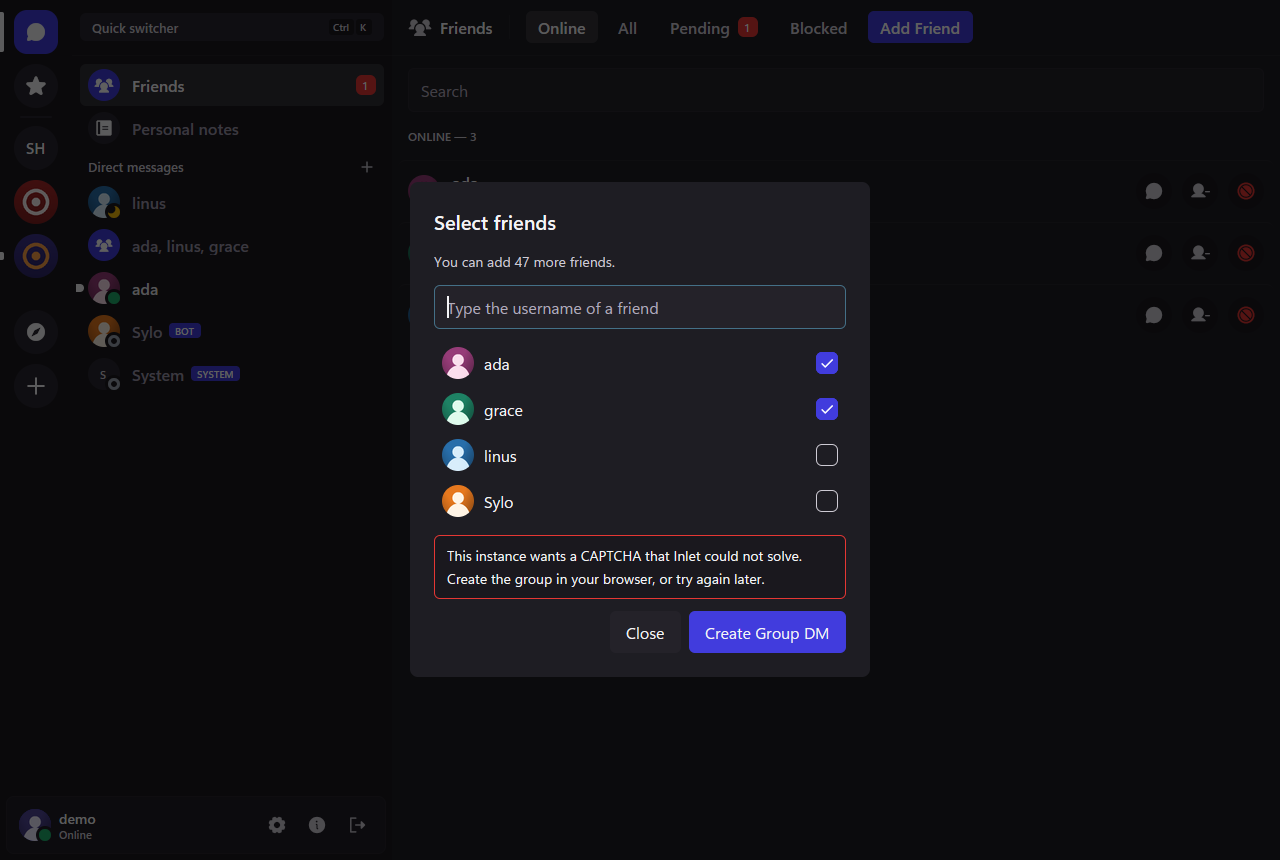 Quick switcher
Ctrl K
Friends
Online
All
Pending 1
Blocked
Add Friend
Friends 1
Search
Personal notes
ONLINE — 3
SH
Direct messages
linus
ada
ada, linus, grace
ada
Sylo BOT
S
System SYSTEM
Select friends
You can add 47 more friends.
Type the username of a friend
ada
grace
linus
Sylo
This instance wants a CAPTCHA that Inlet could not solve.
Create the group in your browser, or try again later.
Close
Create Group DM
demo
Online